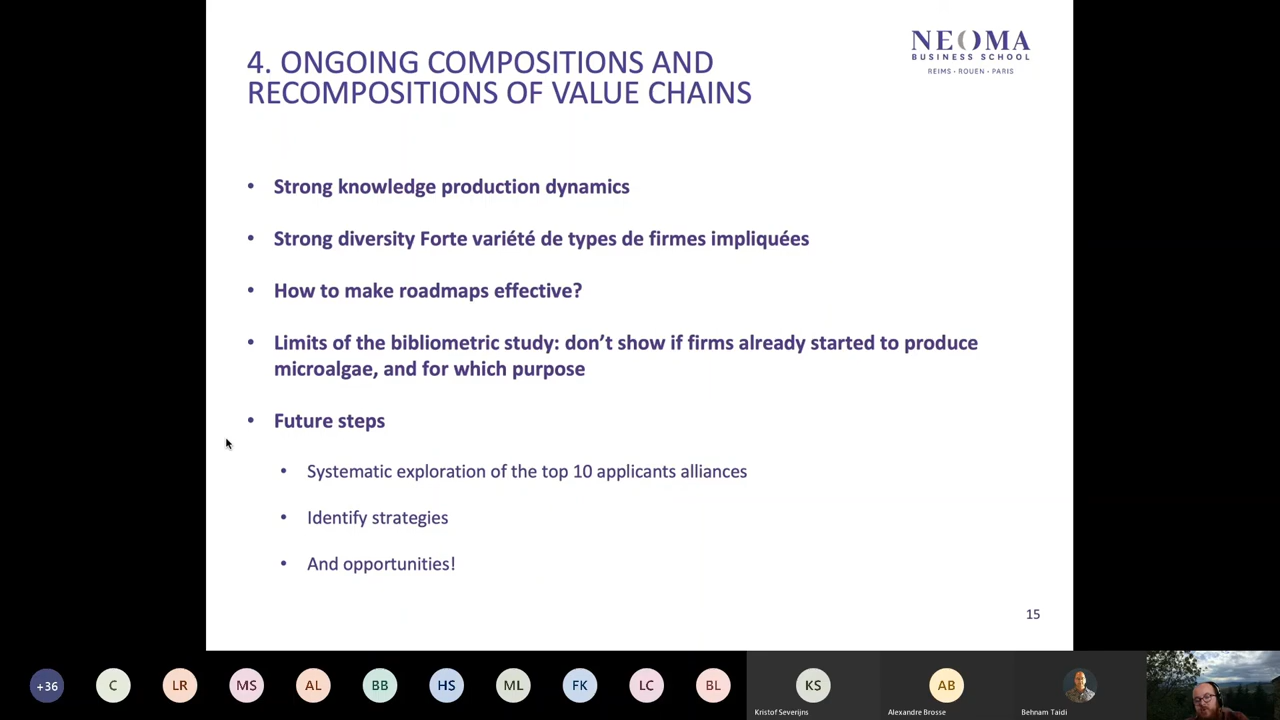 NEOMA
BUSINESS SCHOOL
REIMS - ROUEN - PARIS
4. ONGOING COMPOSITIONS AND
RECOMPOSITIONS OF VALUE CHAINS
• Strong knowledge production dynamics
• Strong diversity Forte variété de types de firmes impliquées
• How to make roadmaps effective?
• Limits of the bibliometric study: don’t show if firms already started to produce
microalgae, and for which purpose
• Future steps
• Systematic exploration of the top 10 applicants alliances
• Identify strategies
• And opportunities!
15
+36 C LR MS AL BB HS ML FK LC BL KS AB
Kristof Severijns Alexandre Brosse Behnam Taidi